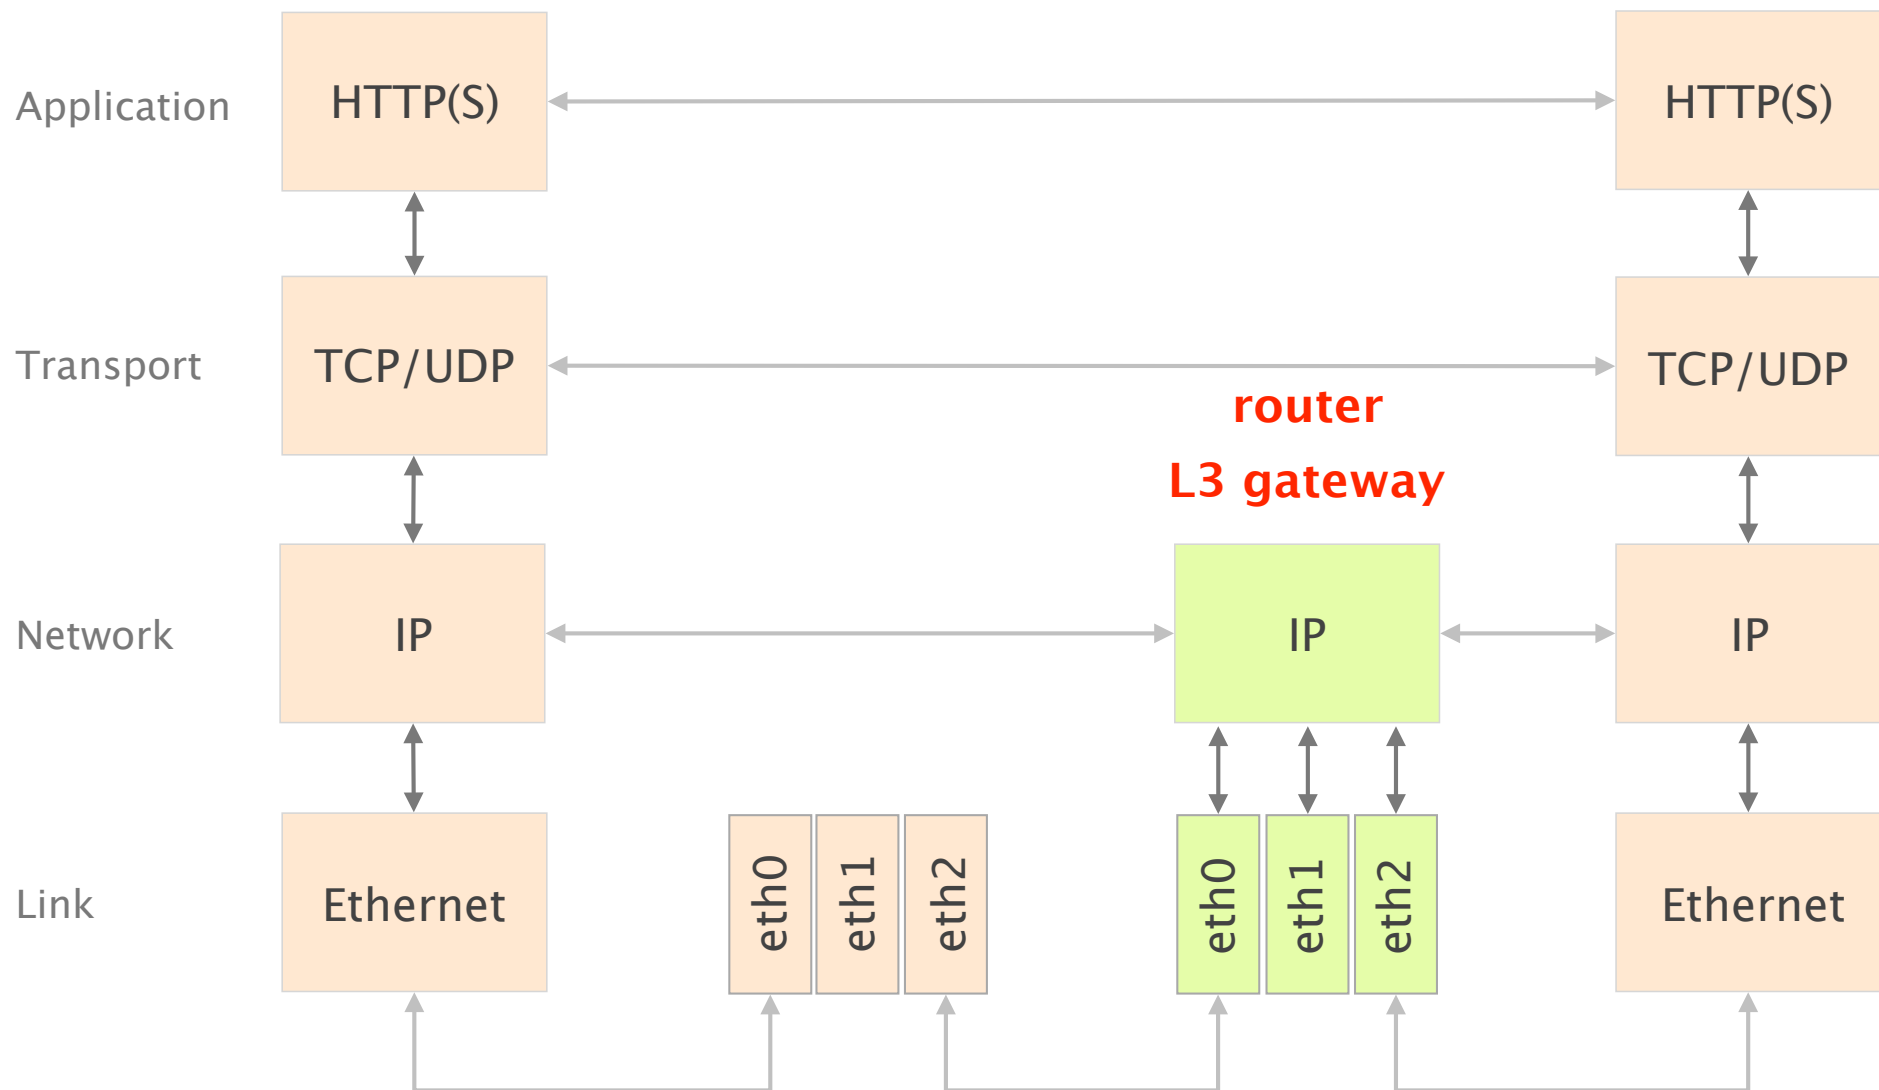 Application
HTTP(S)
HTTP(S)
Transport
TCP/UDP
TCP/UDP
router
L3 gateway
Network
IP
IP
IP
Link
Ethernet
eth0
eth1
eth2
eth0
eth1
eth2
Ethernet